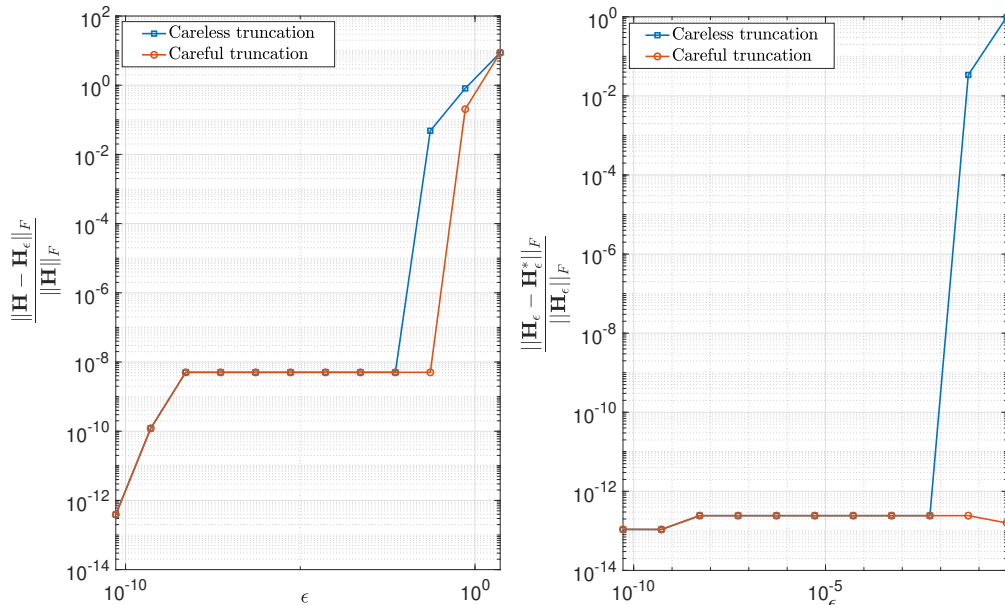 Careless truncation
Careful truncation
10^2
10^0
10^-2
10^-4
10^-6
10^-8
10^-10
10^-12
10^-14
||H − H_ϵ||_F
||H||_F
10^-10
10^0
ϵ
Careless truncation
Careful truncation
10^0
10^-2
10^-4
10^-6
10^-8
10^-10
10^-12
10^-14
||H_ϵ − H_ϵ^*||_F
||H_ϵ||_F
10^-10
10^-5
ϵ